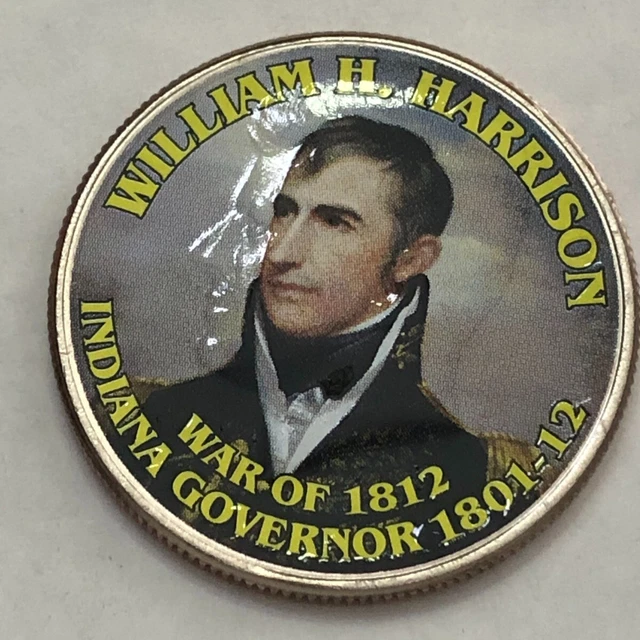 WILLIAM H. HARRISON
WAR OF 1812
INDIANA GOVERNOR 1801-12